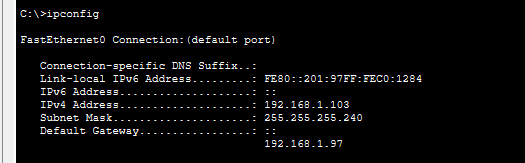 C:\>ipconfig
FastEthernet0 Connection:(default port)
Connection-specific DNS Suffix..:
Link-local IPv6 Address.........: FE80::201:97FF:FEC0:1284
IPv6 Address....................: ::
IPv4 Address....................: 192.168.1.103
Subnet Mask.....................: 255.255.255.240
Default Gateway.................: ::
192.168.1.97